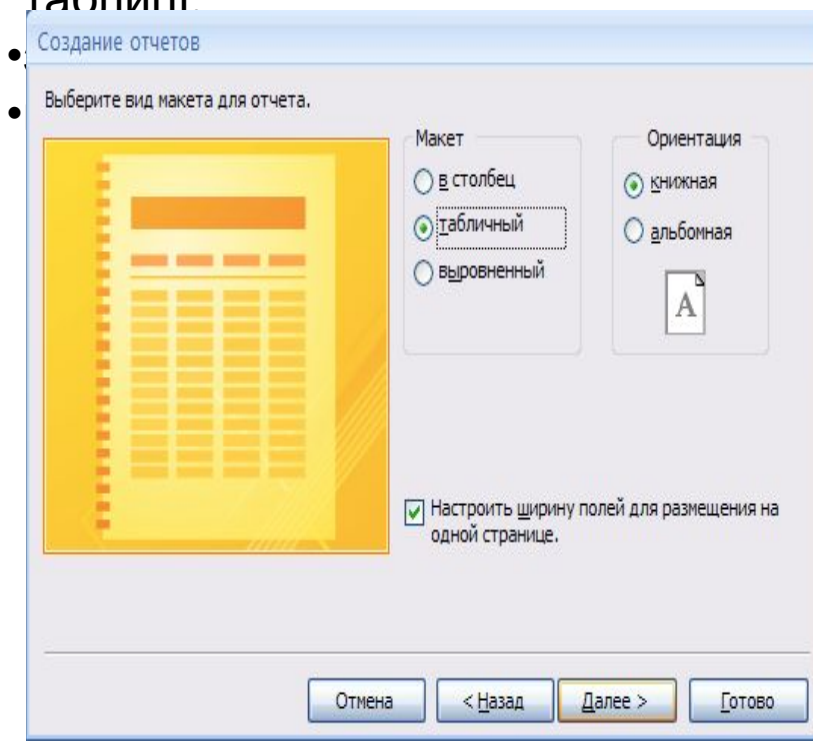 Создание отчетов
Выберите вид макета для отчета.
Макет
в столбец
табличный
выровненный
Ориентация
книжная
альбомная
A
Настроить ширину полей для размещения на
одной странице.
Отмена
< Назад
Далее >
Готово